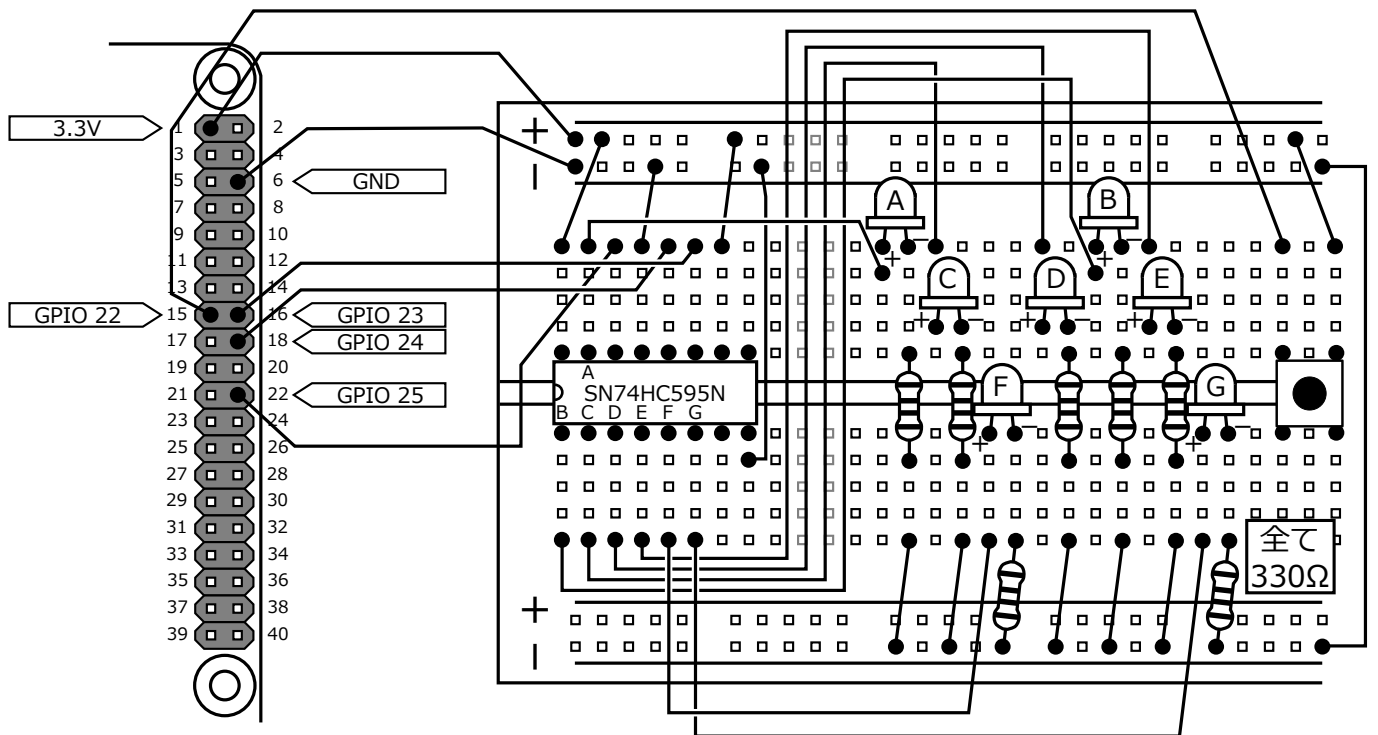 3.3V
1
2
3
4
5
6
GND
7
8
9
10
11
12
13
14
GPIO 22
15
16
GPIO 23
17
18
GPIO 24
19
20
21
22
GPIO 25
23
24
25
26
27
28
29
30
31
32
33
34
35
36
37
38
39
40
+
−
A
+ −
B
+ −
C
+ −
D
+ −
E
+ −
A
SN74HC595N
B C D E F G
F
+ −
G
+ −
全て
330Ω
+
−